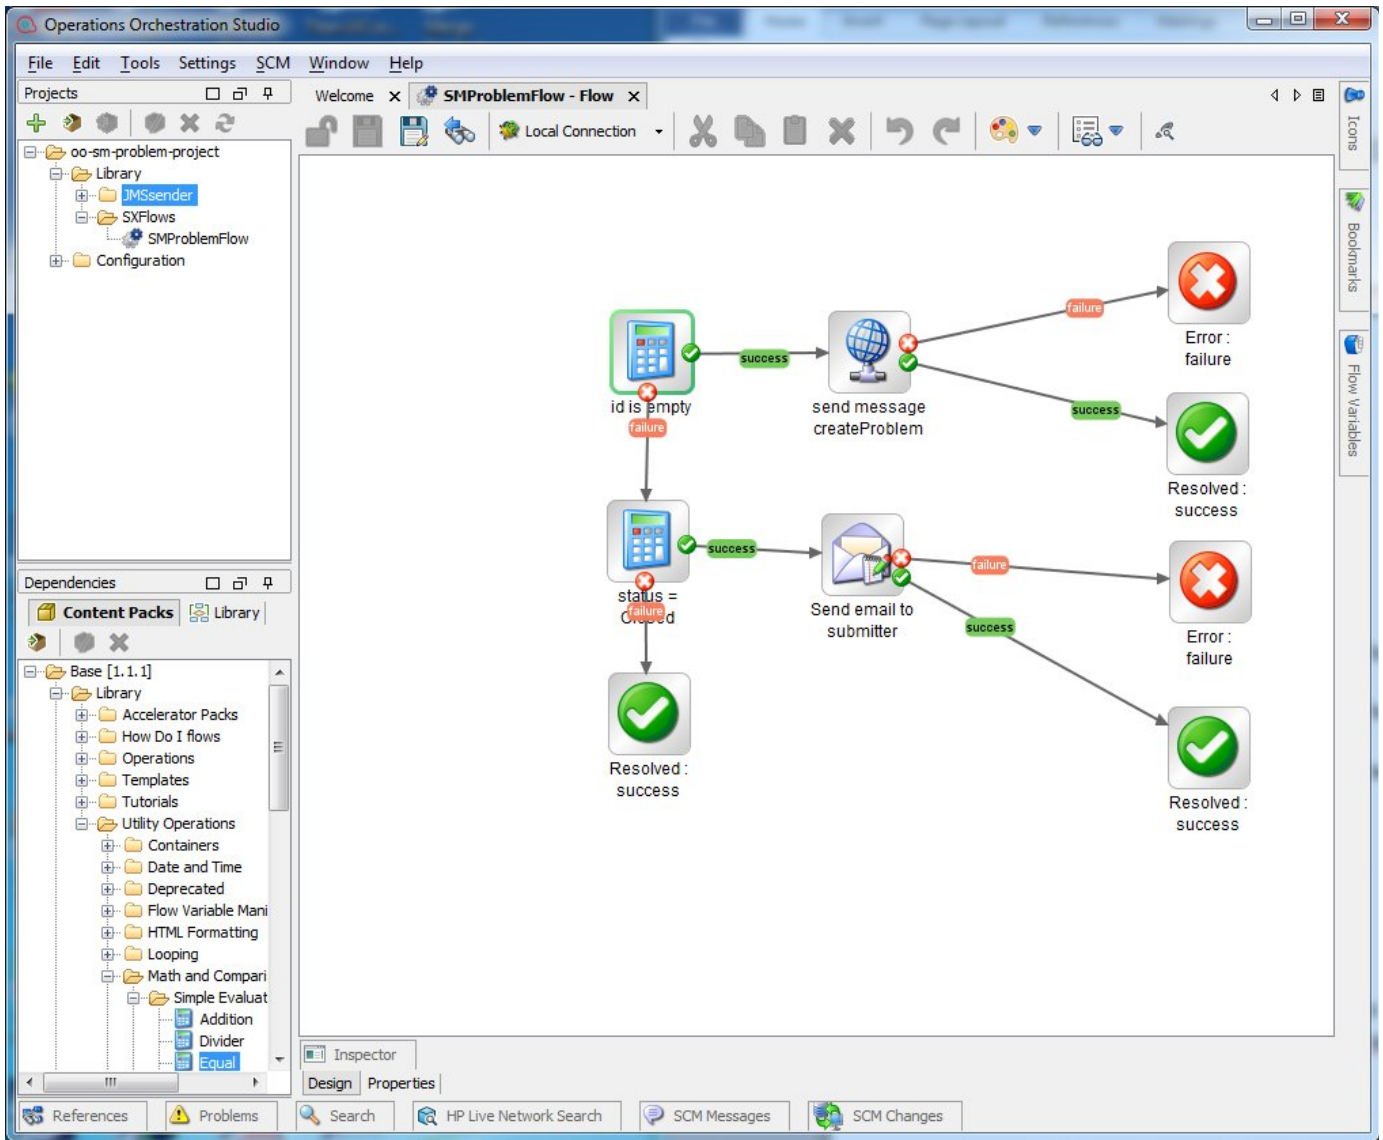 Operations Orchestration Studio
File Edit Tools Settings SCM Window Help
Projects
Welcome
SMProblemFlow - Flow
Local Connection
oo-sm-problem-project
Library
JMSsender
SXFlows
SMProblemFlow
Configuration
Icons
Bookmarks
Flow Variables
id is empty
success
failure
send message
createProblem
failure
success
Error :
failure
Resolved :
success
status =
failure
success
Send email to
submitter
failure
success
Error :
failure
Resolved :
success
Resolved :
success
Dependencies
Content Packs
Library
Base [1.1.1]
Library
Accelerator Packs
How Do I flows
Operations
Templates
Tutorials
Utility Operations
Containers
Date and Time
Deprecated
Flow Variable Mani
HTML Formatting
Looping
Math and Compari
Simple Evaluat
Addition
Divider
Equal
Inspector
Design Properties
References
Problems
Search
HP Live Network Search
SCM Messages
SCM Changes